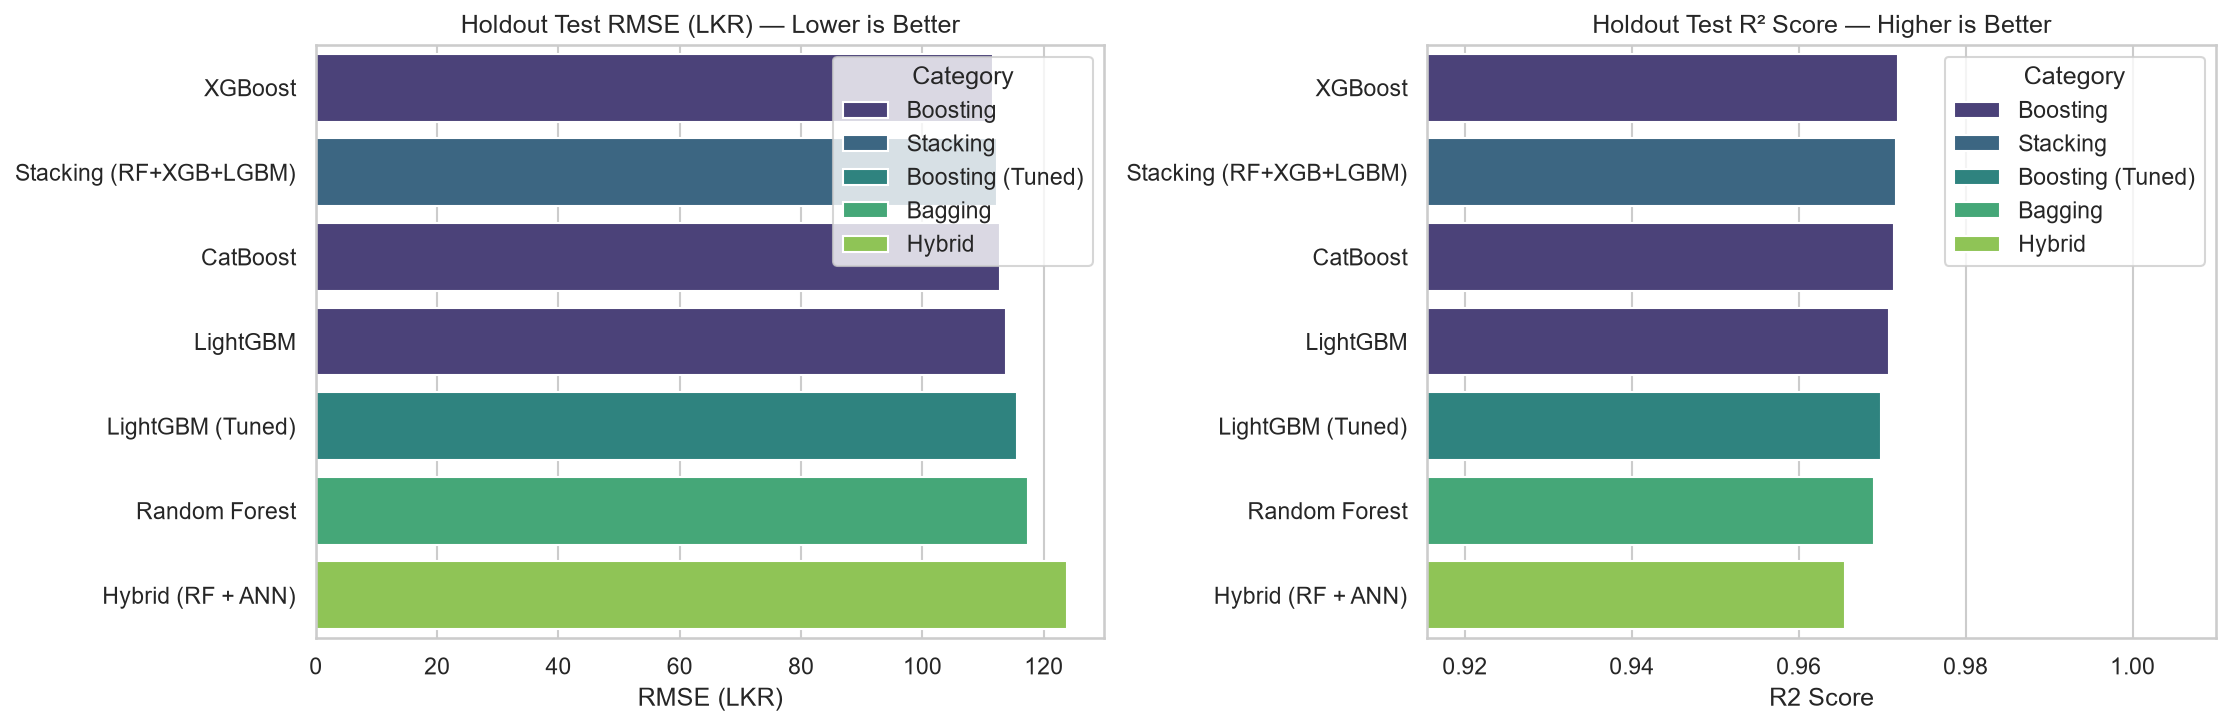 Holdout Test RMSE (LKR) — Lower is Better
XGBoost
Stacking (RF+XGB+LGBM)
CatBoost
LightGBM
LightGBM (Tuned)
Random Forest
Hybrid (RF + ANN)
Category
Boosting
Stacking
Boosting (Tuned)
Bagging
Hybrid
0 20 40 60 80 100 120
RMSE (LKR)
Holdout Test R² Score — Higher is Better
XGBoost
Stacking (RF+XGB+LGBM)
CatBoost
LightGBM
LightGBM (Tuned)
Random Forest
Hybrid (RF + ANN)
Category
Boosting
Stacking
Boosting (Tuned)
Bagging
Hybrid
0.92 0.94 0.96 0.98 1.00
R2 Score